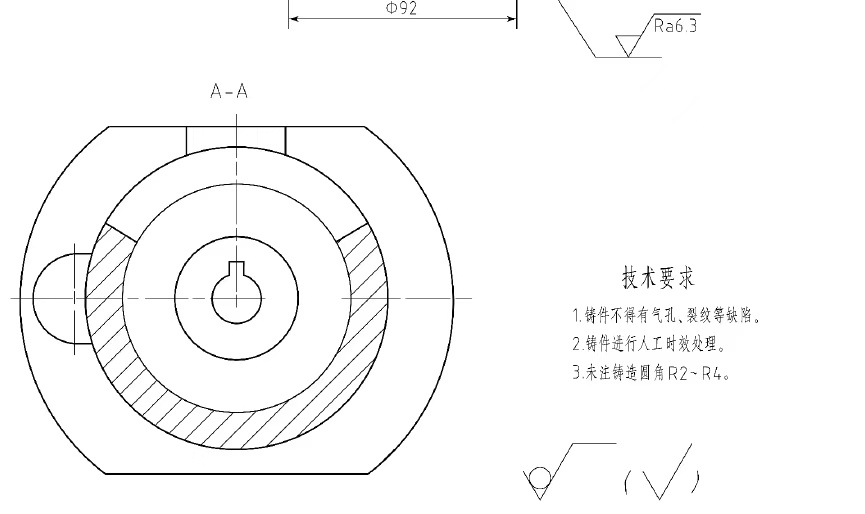 Φ92
Ra6.3
A-A
技术要求
1.铸件不得有气孔、裂纹等缺陷。
2.铸件进行人工时效处理。
3.未注铸造圆角R2~R4。
( )